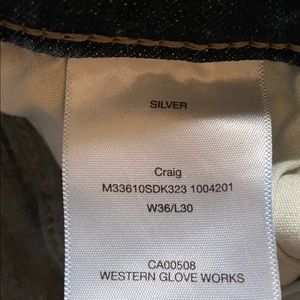 SILVER
Craig
M33610SDK323 1004201
W36/L30
CA00508
WESTERN GLOVE WORKS